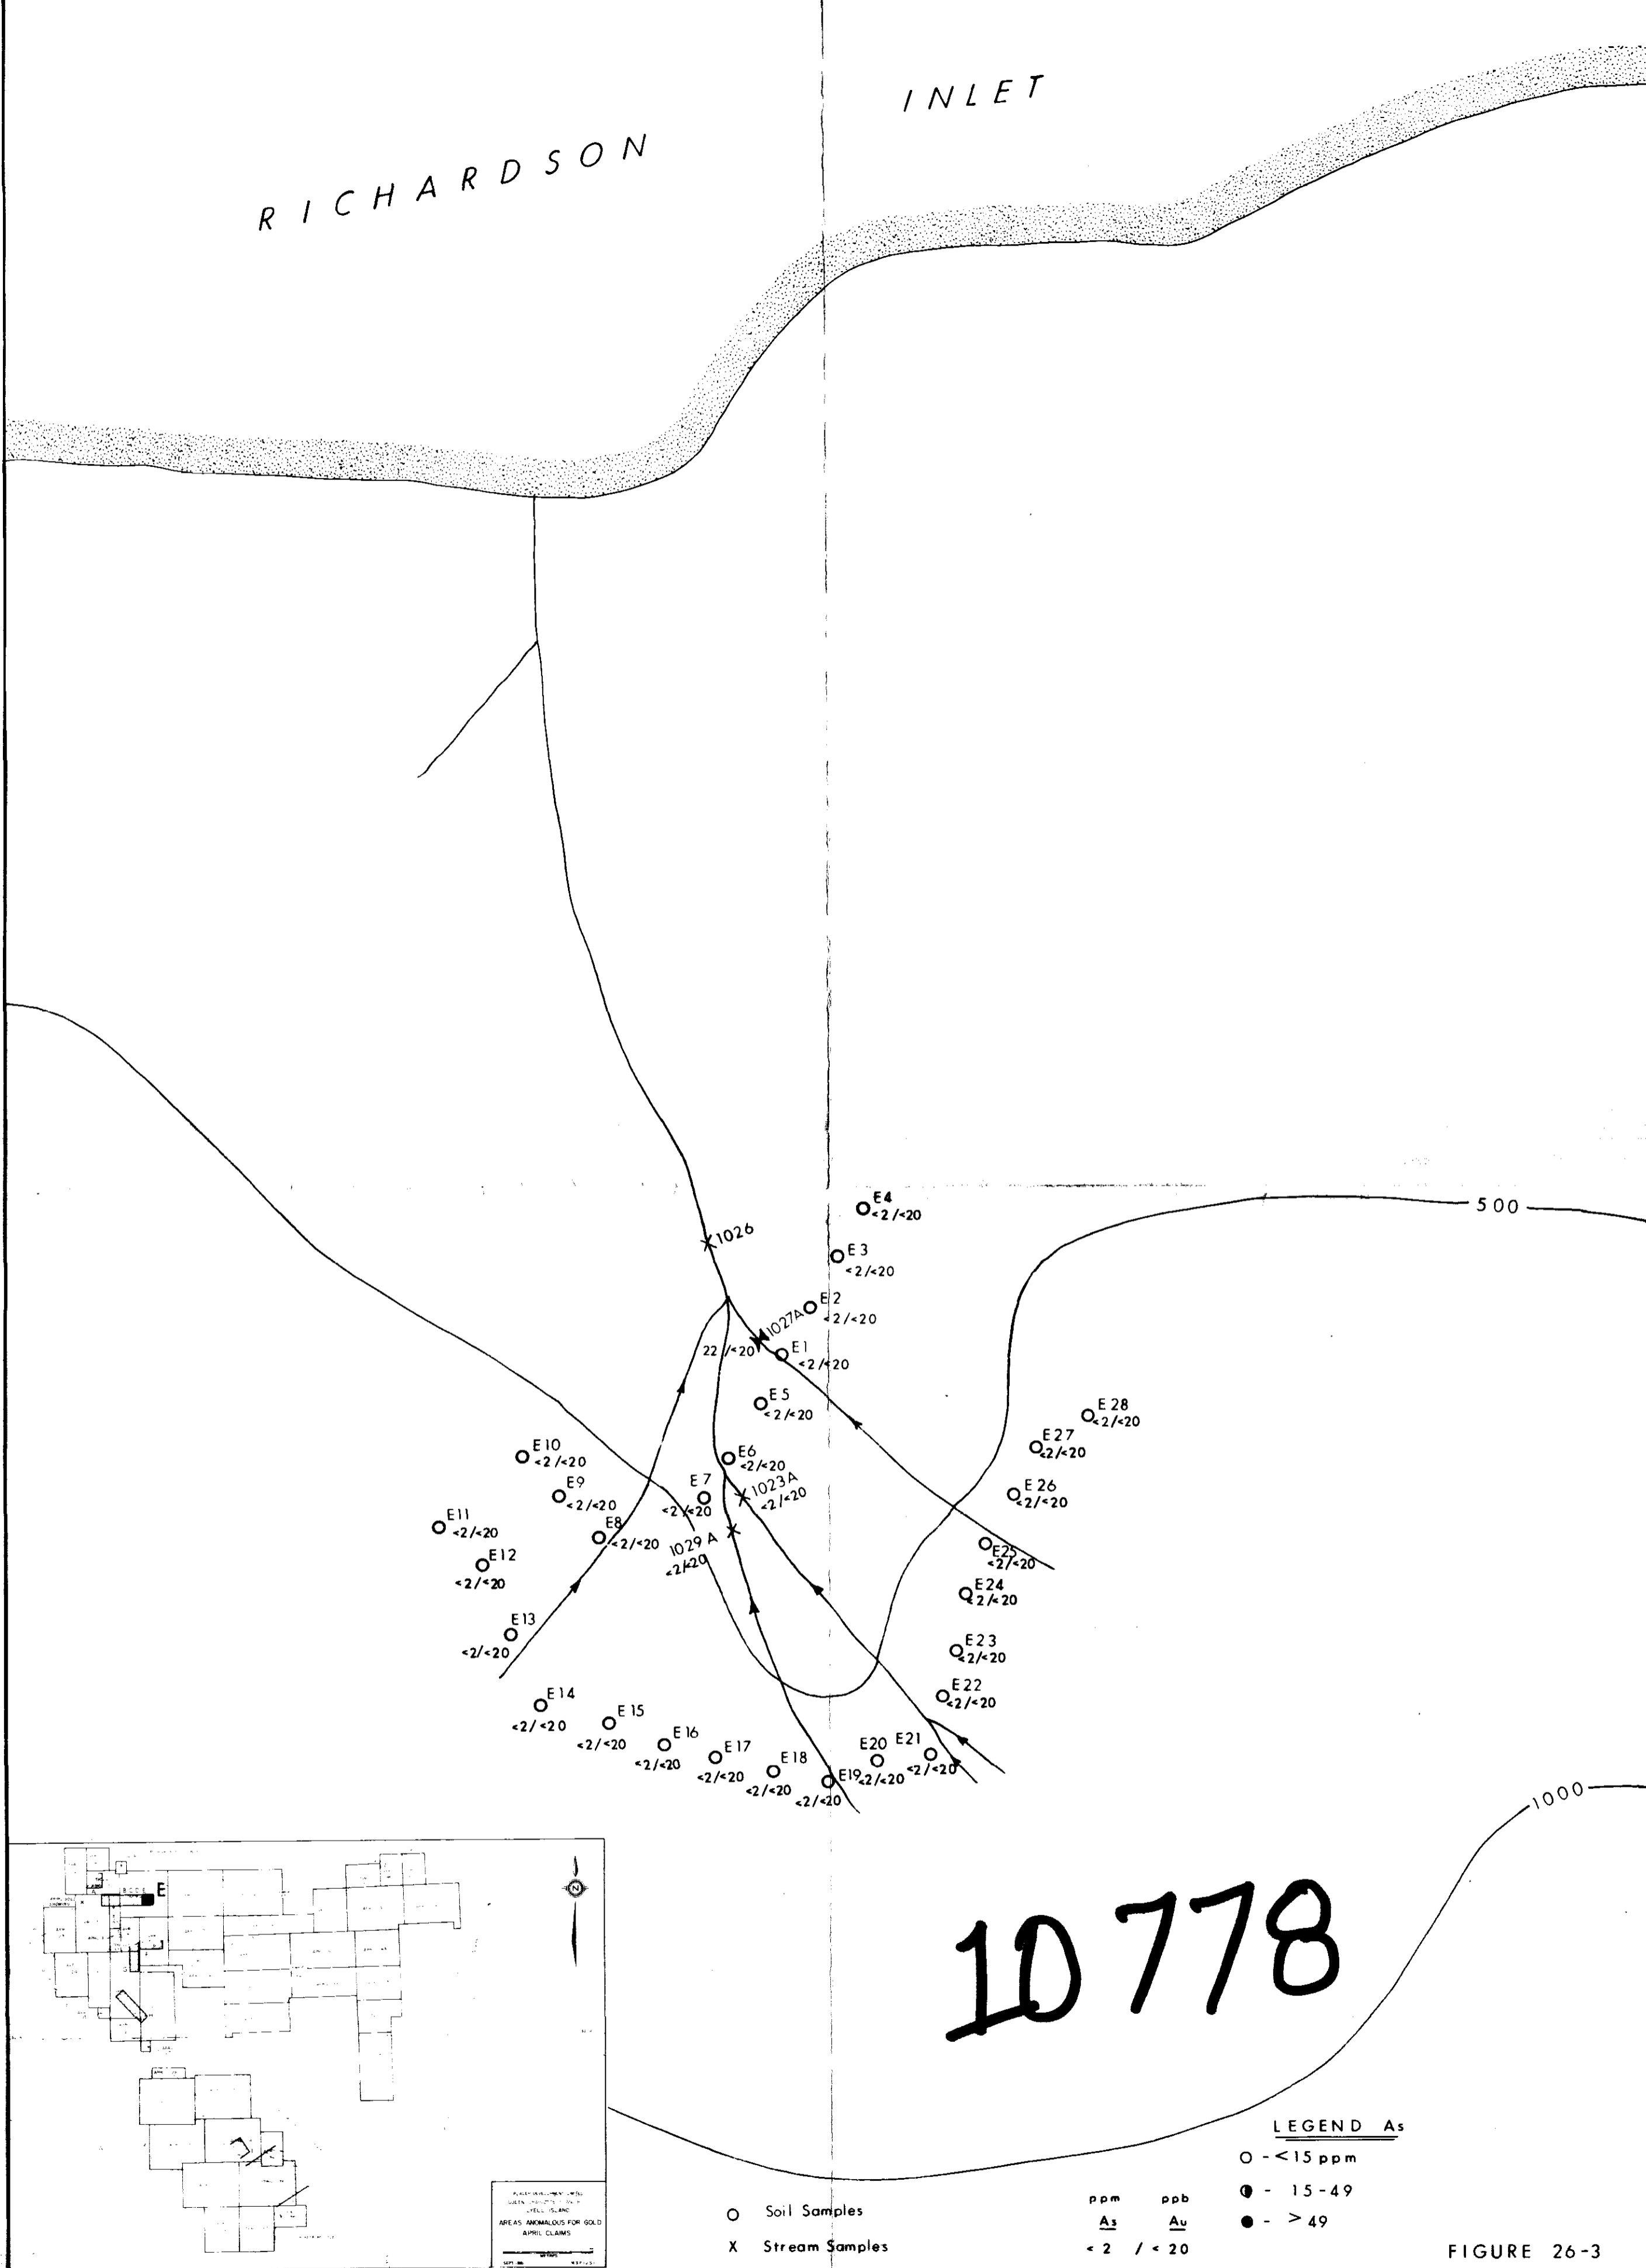 RICHARDSON INLET
E4
<2/<20
500
1026
E3
<2/<20
E2
<2/<20
1027A
22/<20
E1
<2/<20
E5
<2/<20
E28
<2/<20
E27
<2/<20
E10
<2/<20
E6
<2/<20
E9
<2/<20
E7
<2/<20
1023A
<2/<20
E26
<2/<20
E11
<2/<20
E8
<2/<20
1029A
<2/<20
E25
<2/<20
E12
<2/<20
E24
<2/<20
E13
<2/<20
E23
<2/<20
E22
<2/<20
E14
<2/<20
E15
<2/<20
E16
<2/<20
E17
<2/<20
E18
<2/<20
E19
<2/<20
E20
<2/<20
E21
<2/<20
1000
E
N
10778
LYELL ISLAND
AREAS ANOMALOUS FOR GOLD
APRIL CLAIMS
O Soil Samples
X Stream Samples
ppm ppb
As Au
< 2 / < 20
LEGEND As
O - < 15 ppm
- 15-49
● - > 49
FIGURE 26-3